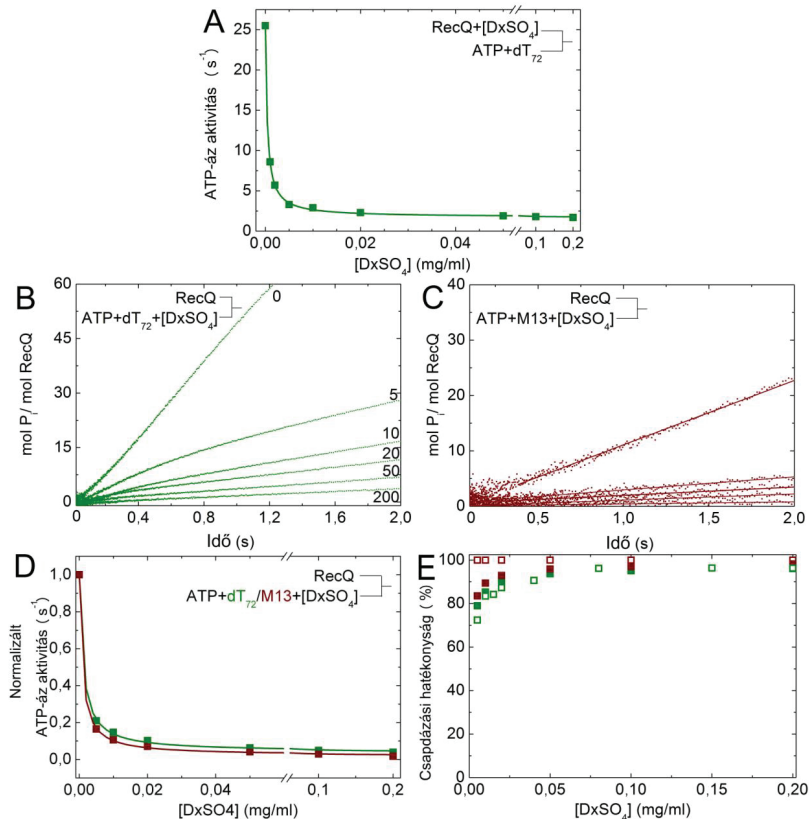 A
RecQ+[DxSO₄]
ATP+dT₇₂
ATP-áz aktivitás (s⁻¹)
25
20
15
10
5
0
0,00 0,02 0,04 0,1 0,2
[DxSO₄] (mg/ml)
B
RecQ
ATP+dT₇₂+[DxSO₄]
mol Pᵢ/ mol RecQ
60
45
30
15
0
0
5
10
20
50
200
0 0,4 0,8 1,2 1,6 2,0
Idő (s)
C
RecQ
ATP+M13+[DxSO₄]
mol Pᵢ/ mol RecQ
40
30
20
10
0
0,0 0,5 1,0 1,5 2,0
Idő (s)
D
RecQ
ATP+dT₇₂/M13+[DxSO₄]
Normalizált
ATP-áz aktivitás (s⁻¹)
1,0
0,8
0,6
0,4
0,2
0,0
0,00 0,02 0,04 0,1 0,2
[DxSO4] (mg/ml)
E
Csapdázási hatékonyság (%)
100
80
60
40
20
0
0,00 0,05 0,10 0,15 0,20
[DxSO₄] (mg/ml)